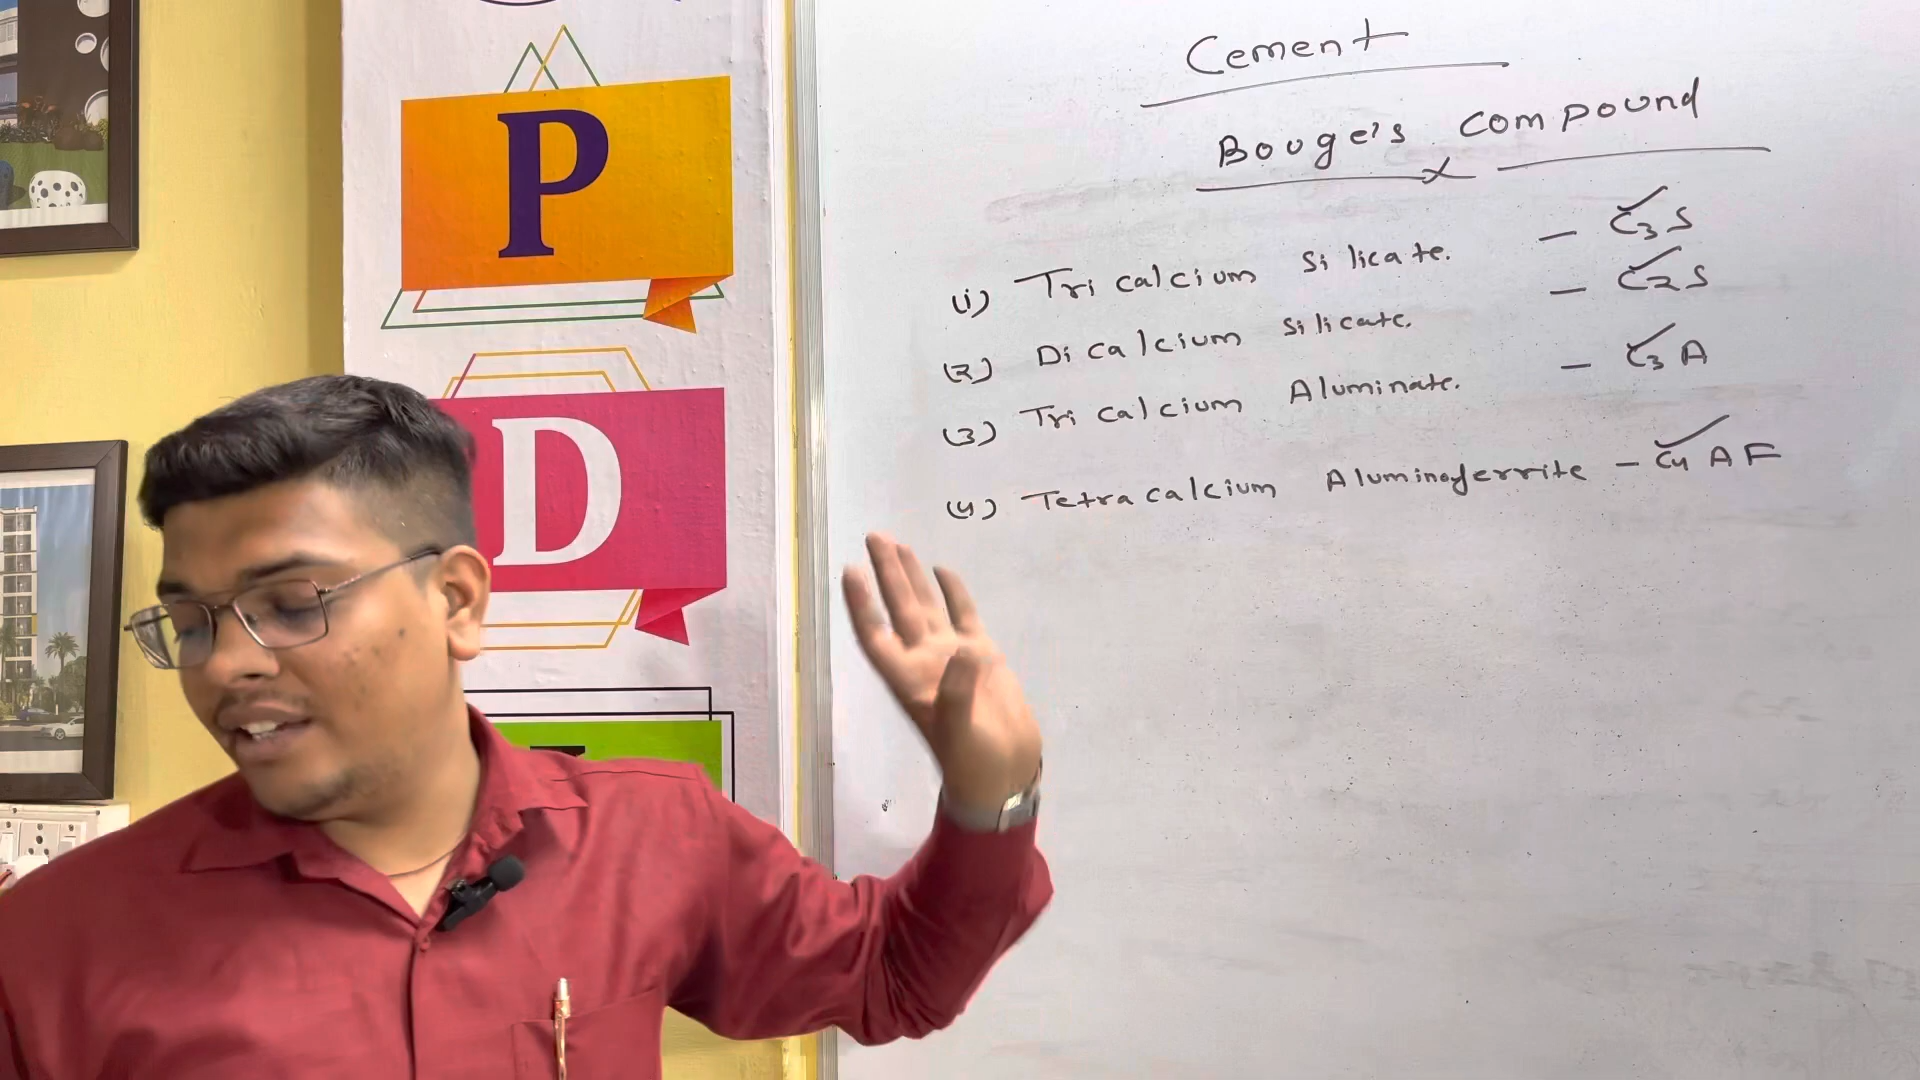 P
D
Cement
Bouge's Compound
(1) Tri calcium Silicate. - C3S
(2) Di calcium Silicate. - C2S
(3) Tri calcium Aluminate. - C3A
(4) Tetra calcium Aluminoferrite - C4AF